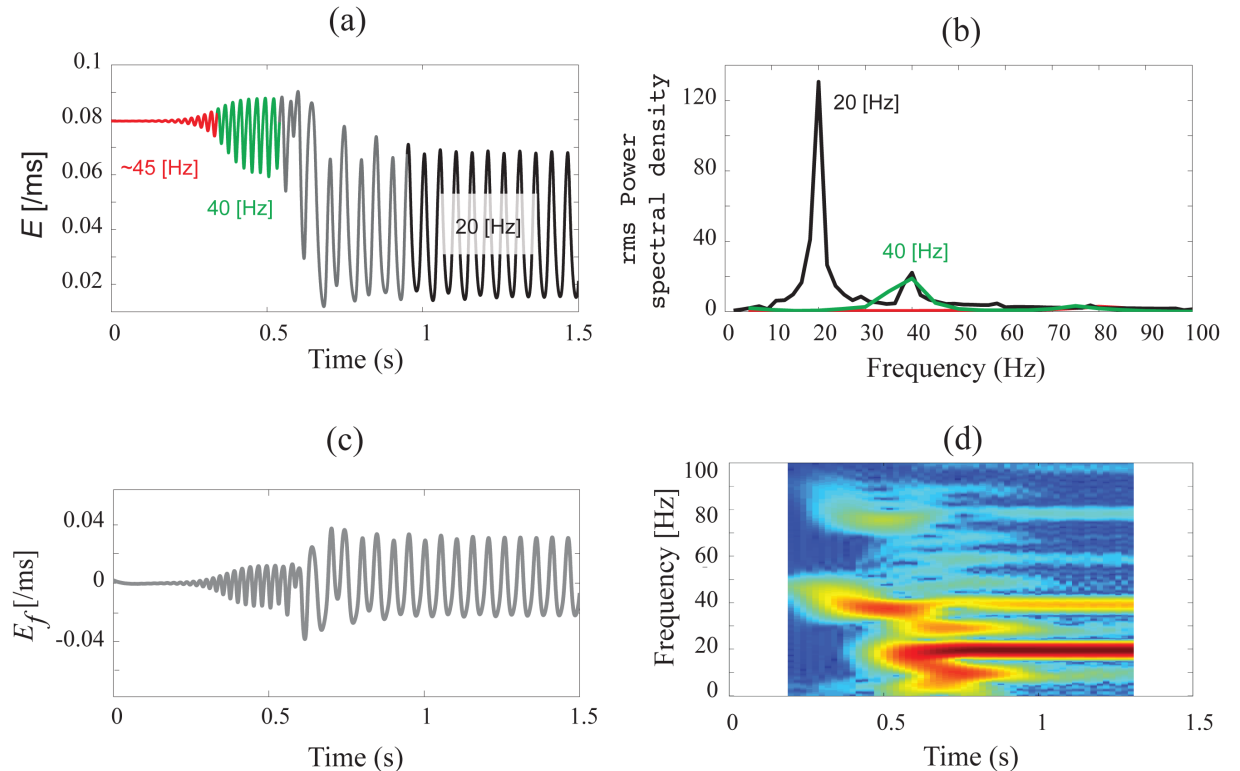 (a)
0.1
0.08
0.06
0.04
0.02
E [/ms]
~45 [Hz]
40 [Hz]
20 [Hz]
0
0.5
1
1.5
Time (s)
(b)
rms Power
spectral density
120
80
40
0
20 [Hz]
40 [Hz]
0 10 20 30 40 50 60 70 80 90 100
Frequency (Hz)
(c)
0.04
0
-0.04
Ef [/ms]
0 0.5 1 1.5
Time (s)
(d)
Frequency [Hz]
100
80
60
40
20
0
0 0.5 1 1.5
Time (s)